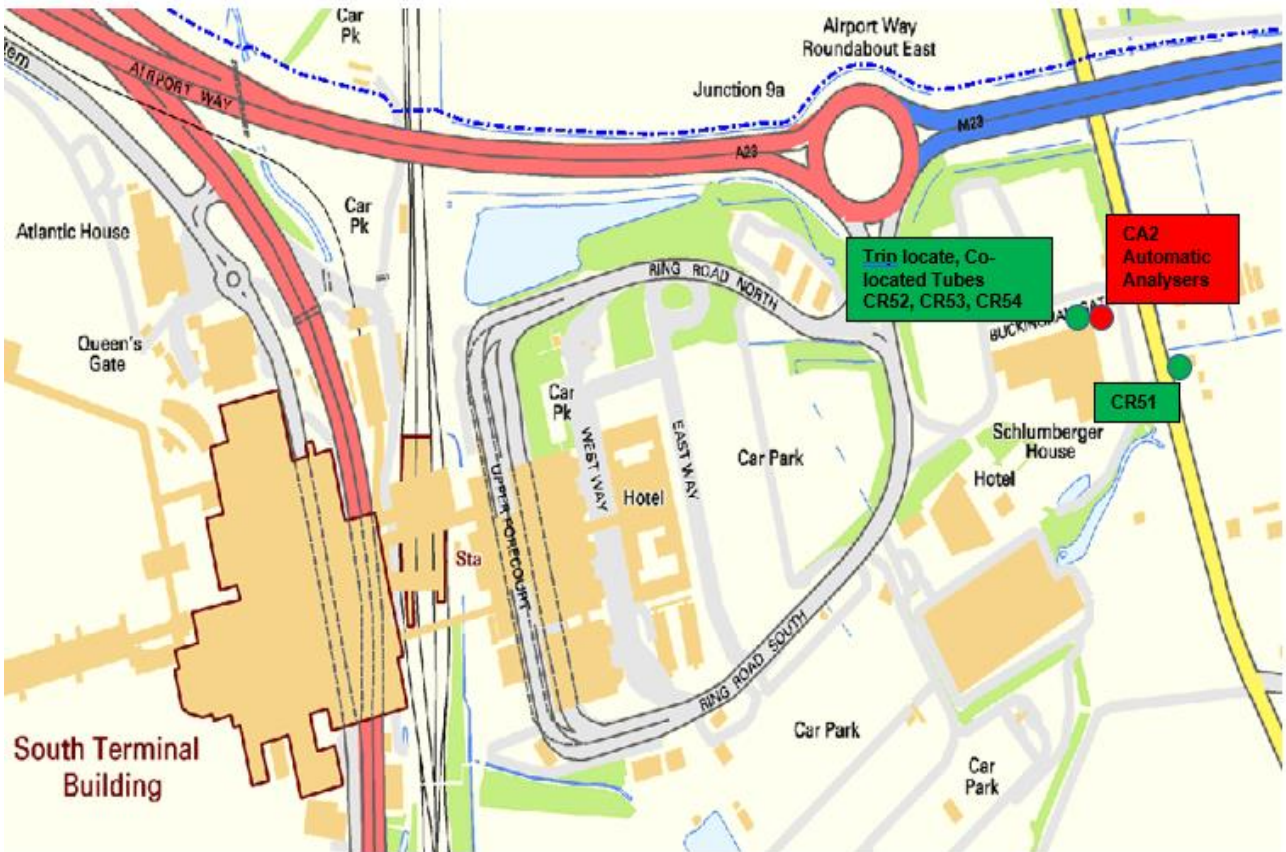 Car
Pk
Airport Way
Roundabout East
Junction 9a
AIRPORT WAY
A23
M23
Car
Pk
Atlantic House
Trip locate, Co-
located Tubes
CR52, CR53, CR54
CA2
Automatic
Analysers
RING ROAD NORTH
Queen's
Gate
CR51
Car
Pk
WEST WAY
EAST WAY
Car Park
Schlumberger
House
Hotel
Hotel
UPPER FORECOURT
Sta
RING ROAD SOUTH
South Terminal
Building
Car Park
Car
Park